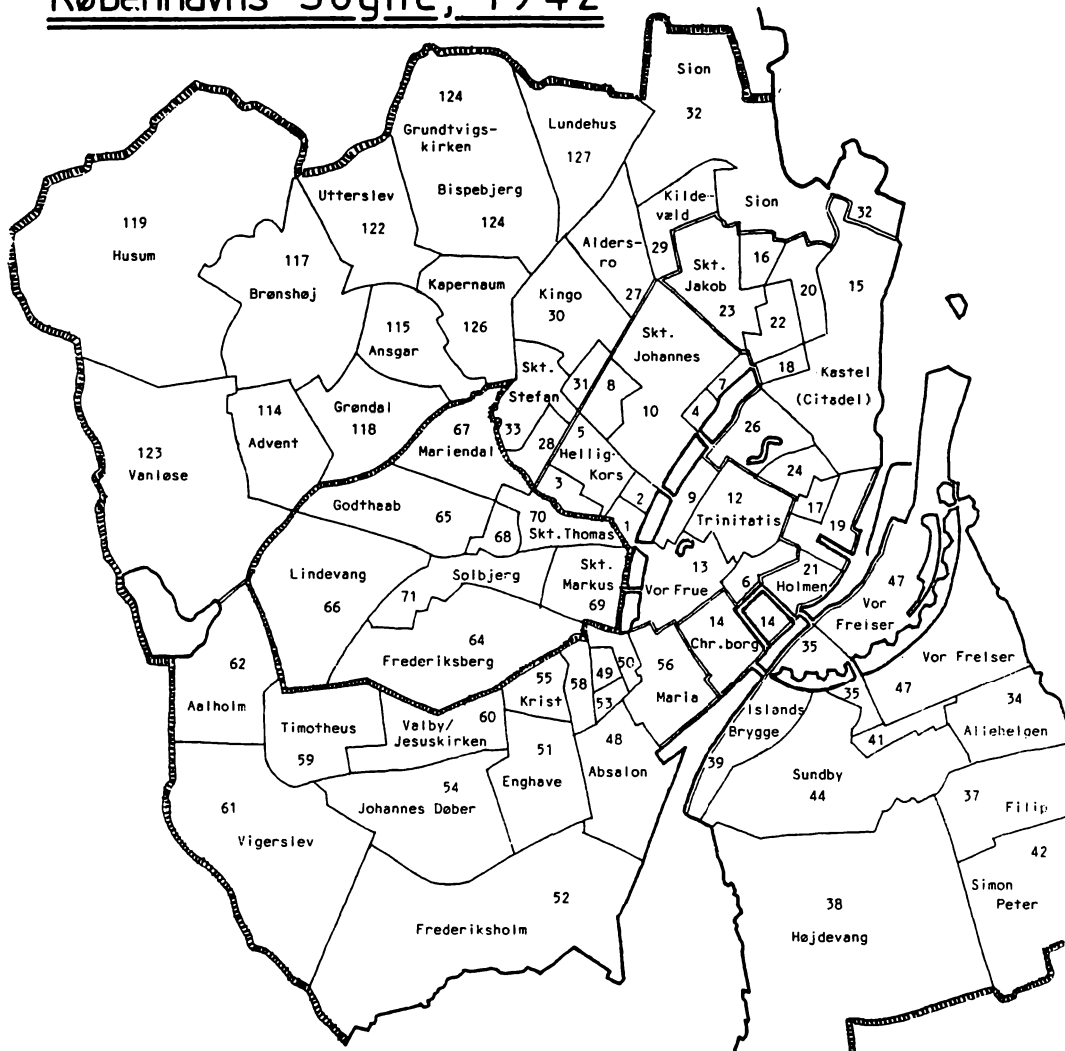 Københavns Sogne, 1942
Sion
32
124
Grundtvigs-
kirken
Lundehus
127
Utterslev
122
Bispebjerg
124
Kilde-
væld
Sion
32
119
Husum
117
Brønshøj
Alders-
ro
29
Skt.
Jakob
16
20
15
Kapernaum
126
Kingo
30
27
23
22
115
Ansgar
Skt.
Johannes
18
Kastel
(Citadel)
Skt.
Stefan
31
8
7
114
Advent
Grøndal
118
67
Mariendal
33
28
5
10
4
26
123
Vanløse
Hellig-
Kors
3
2
9
12
Trinitatis
24
17
19
Godthaab
65
68
70
Skt.Thomas
1
Lindevang
66
Solbjerg
71
Skt.
Markus
69
13
Vor Frue
6
21
Holmen
47
Vor
Frelser
64
Frederiksberg
14
Chr.borg
14
35
62
Aalholm
55
Krist
58
49
50
53
56
Maria
Vor Frelser
47
35
34
Allehelgen
Timotheus
59
60
Valby/
Jesuskirken
51
Enghave
48
Absalon
Islands
Brygge
39
41
Sundby
44
54
Johannes Døber
61
Vigerslev
37
Filip
42
Simon
Peter
52
Frederiksholm
38
Højdevang